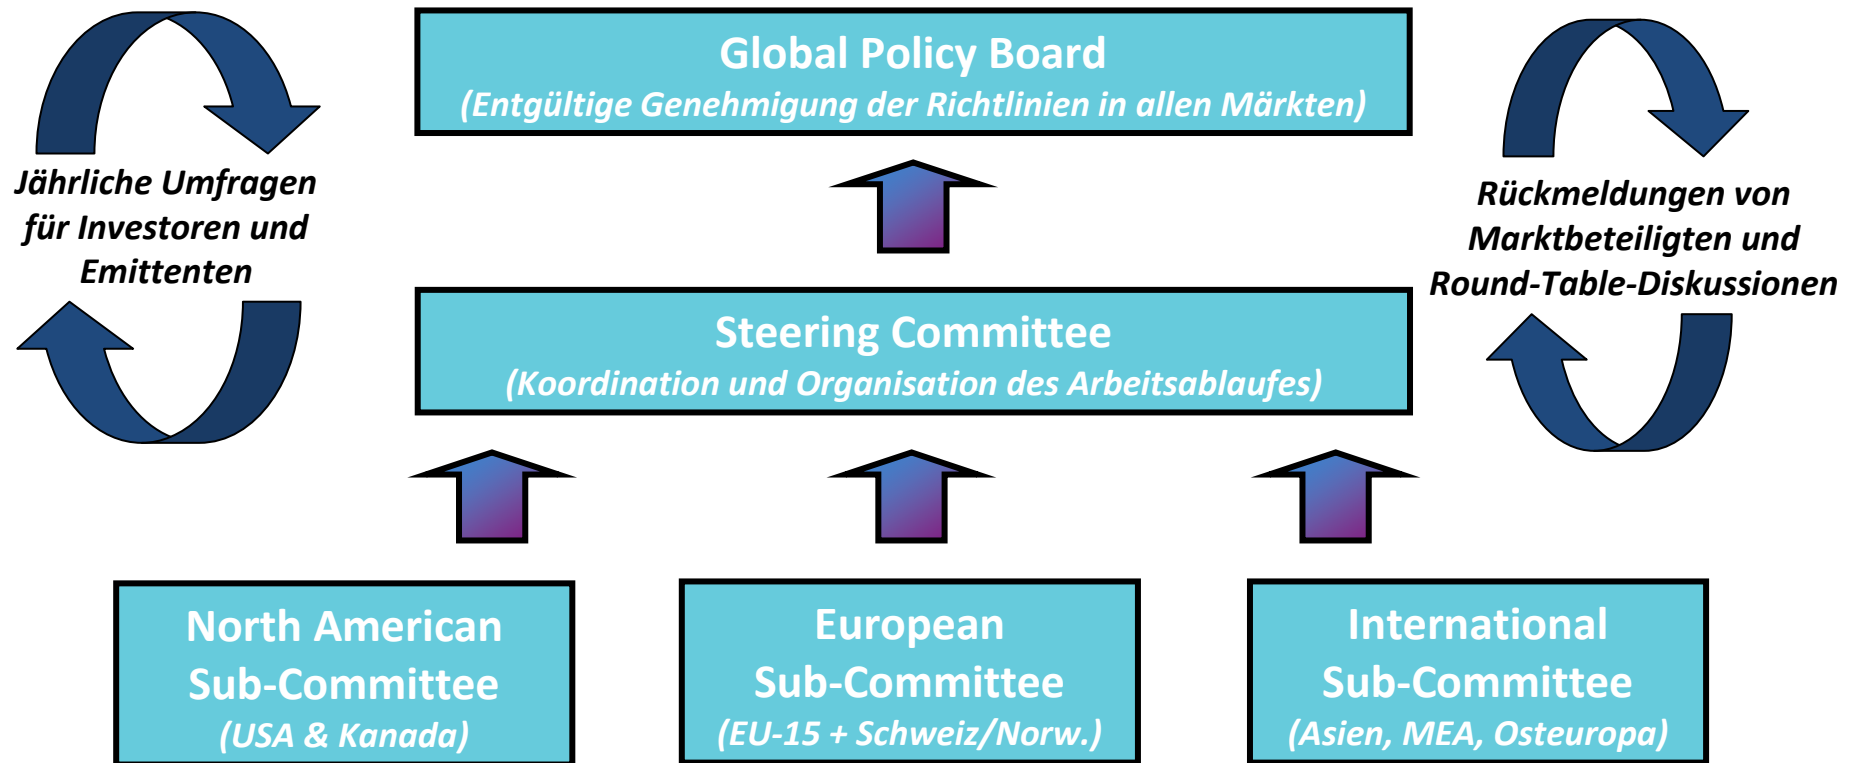 Global Policy Board
(Entgültige Genehmigung der Richtlinien in allen Märkten)
Jährliche Umfragen
für Investoren und
Emittenten
Rückmeldungen von
Marktbeteiligten und
Round-Table-Diskussionen
Steering Committee
(Koordination und Organisation des Arbeitsablaufes)
North American
Sub-Committee
(USA & Kanada)
European
Sub-Committee
(EU-15 + Schweiz/Norw.)
International
Sub-Committee
(Asien, MEA, Osteuropa)